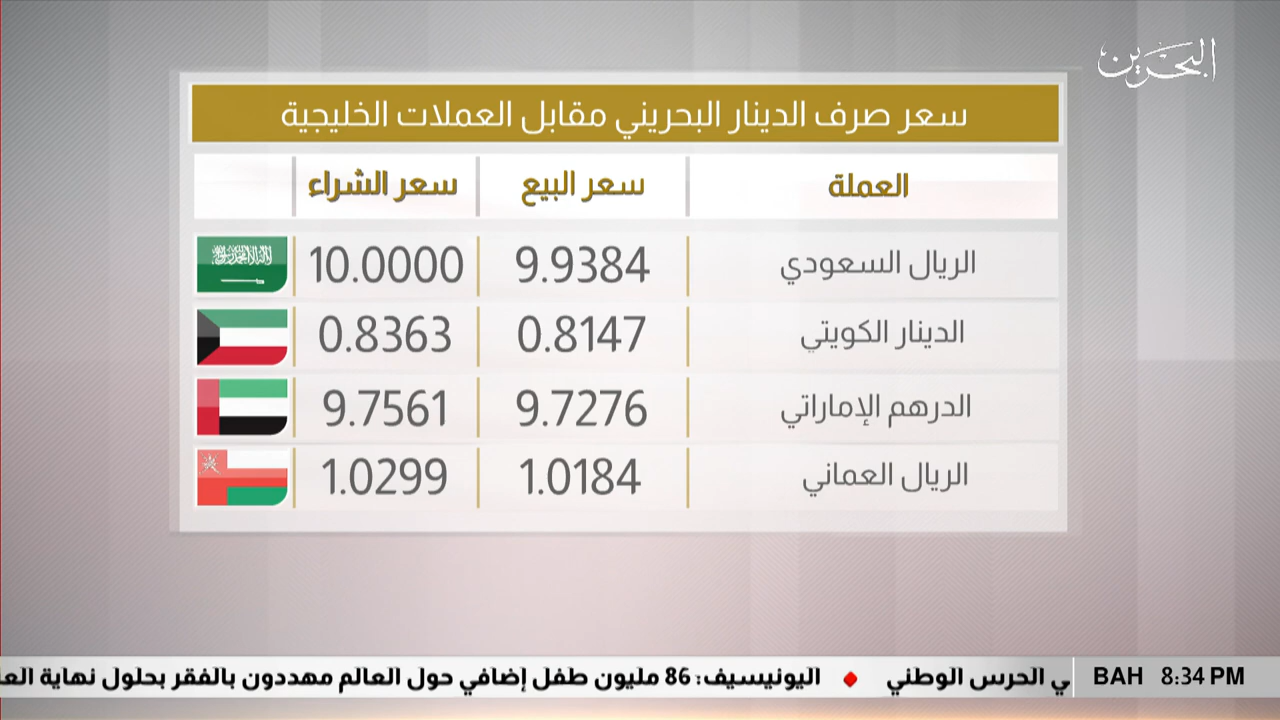 البحرين
سعر صرف الدينار البحريني مقابل العملات الخليجية
العملة سعر البيع سعر الشراء
الريال السعودي 9.9384 10.0000
الدينار الكويتي 0.8147 0.8363
الدرهم الإماراتي 9.7276 9.7561
الريال العماني 1.0184 1.0299
BAH 8:34 PM
ي الحرس الوطني ♦ اليونيسيف: 86 مليون طفل إضافي حول العالم مهددون بالفقر بحلول نهاية العا